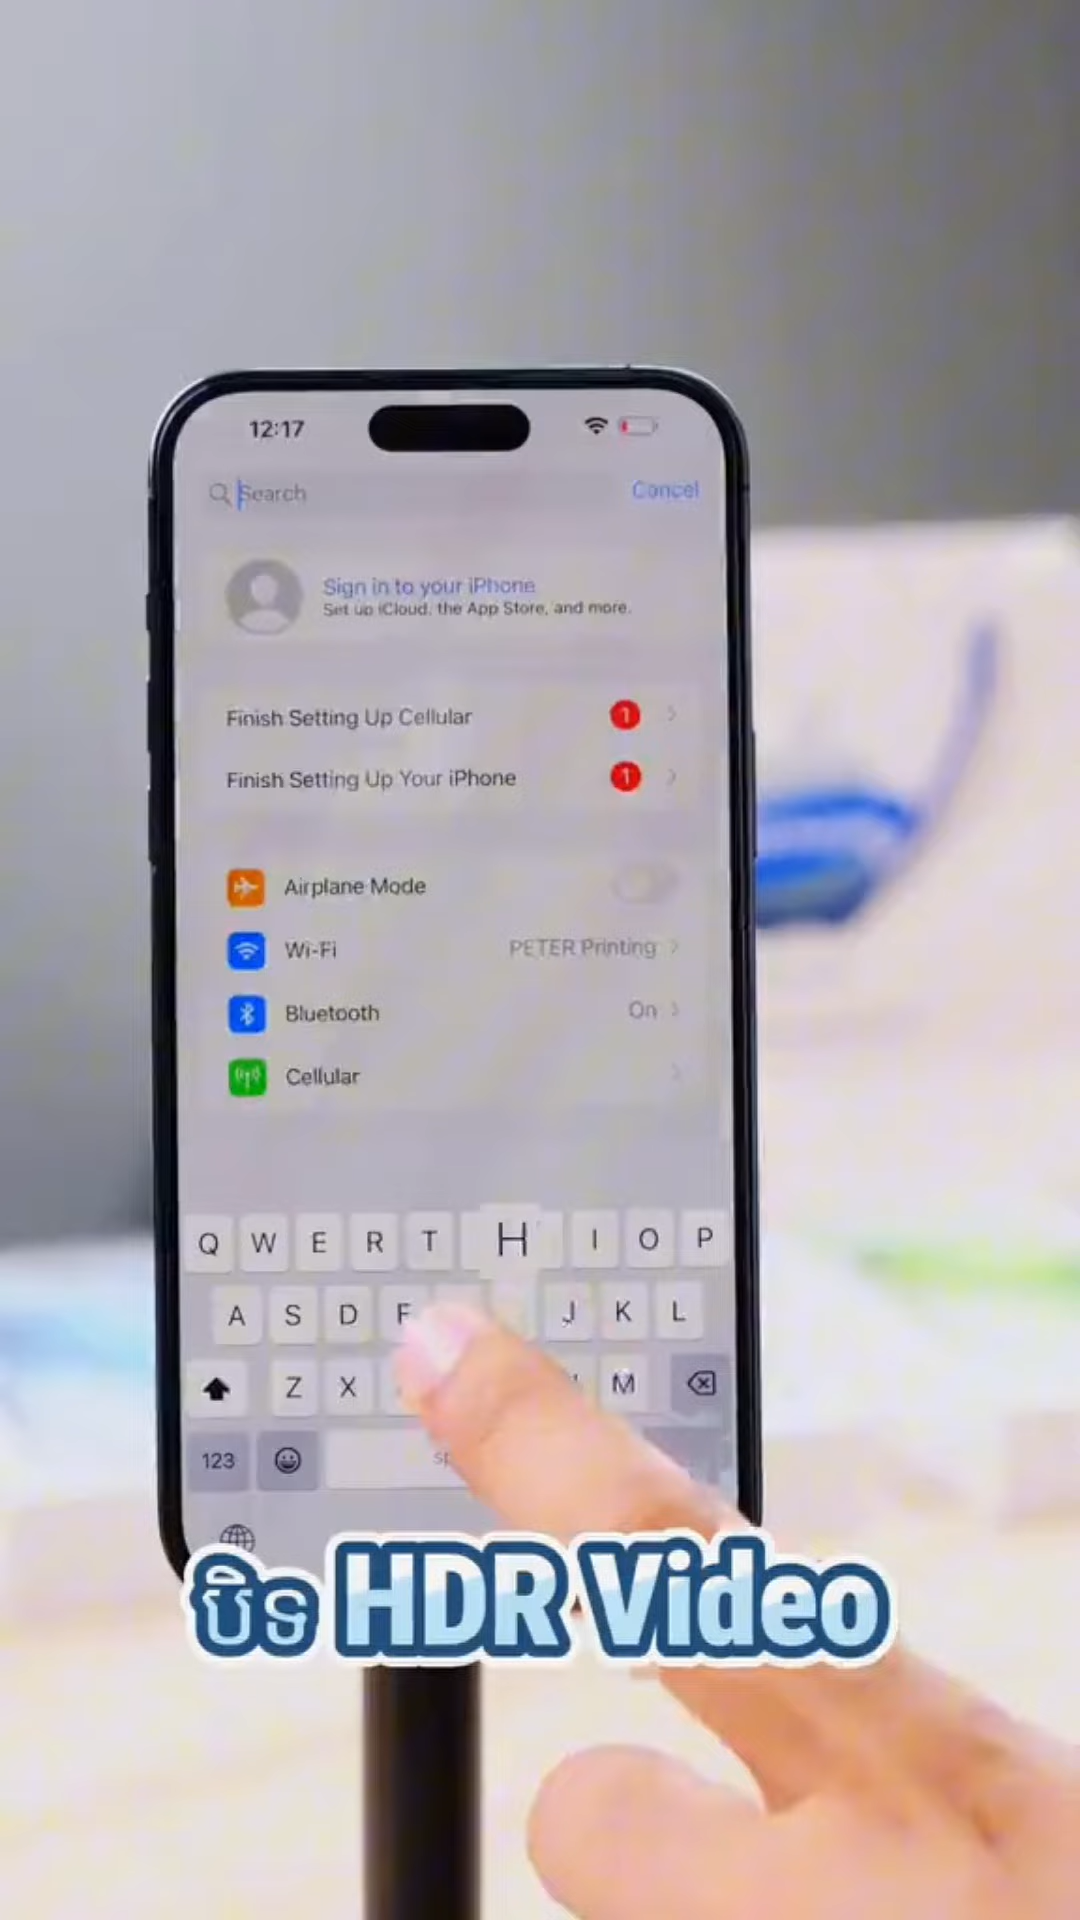 12:17
Search
Cancel
Sign in to your iPhone
Set up iCloud, the App Store, and more.
Finish Setting Up Cellular 1
Finish Setting Up Your iPhone 1
Airplane Mode
Wi-Fi PETER Printing
Bluetooth On
Cellular
Q W E R T H I O P
A S D F J K L
Z X M
123
បិទ HDR Video